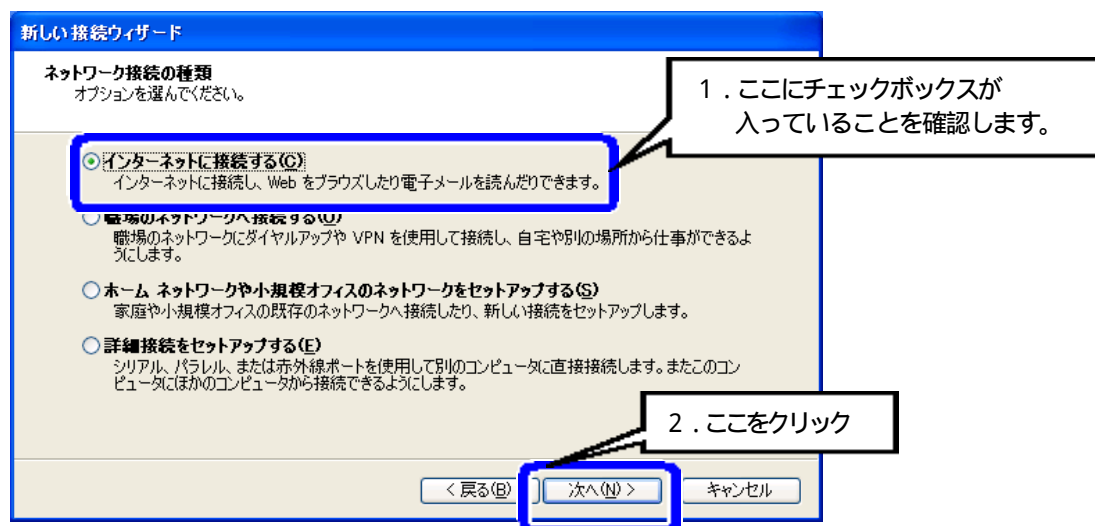 新しい接続ウィザード
ネットワーク接続の種類
オプションを選んでください。
1．ここにチェックボックスが
入っていることを確認します。
インターネットに接続する(C)
インターネットに接続し、Web をブラウズしたり電子メールを読んだりできます。
職場のネットワークへ接続する(O)
職場のネットワークにダイヤルアップや VPN を使用して接続し、自宅や別の場所から仕事ができるよ
うにします。
ホーム ネットワークや小規模オフィスのネットワークをセットアップする(S)
家庭や小規模オフィスの既存のネットワークへ接続したり、新しい接続をセットアップします。
詳細接続をセットアップする(E)
シリアル、パラレル、または赤外線ポートを使用して別のコンピュータに直接接続します。またこのコン
ピュータにほかのコンピュータから接続できるようにします。
2．ここをクリック
< 戻る(B) 次へ(N) > キャンセル